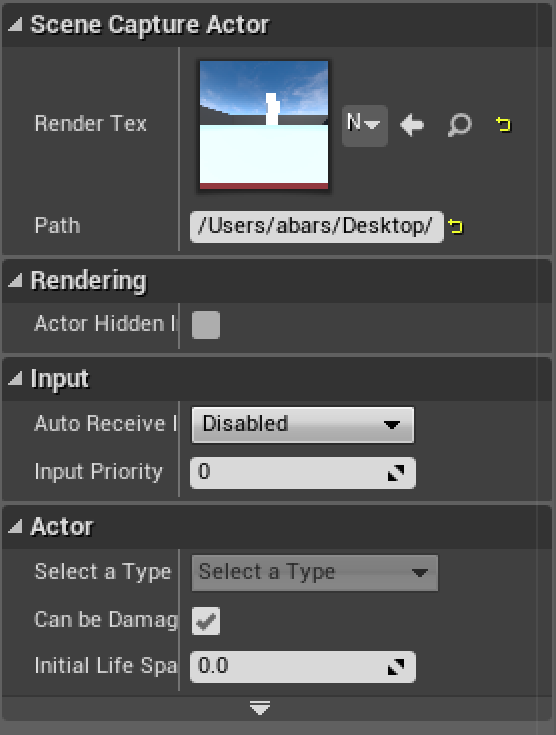 Scene Capture Actor
Render Tex N
Path /Users/abars/Desktop/
Rendering
Actor Hidden I
Input
Auto Receive I Disabled
Input Priority 0
Actor
Select a Type Select a Type
Can be Damag
Initial Life Spa 0.0